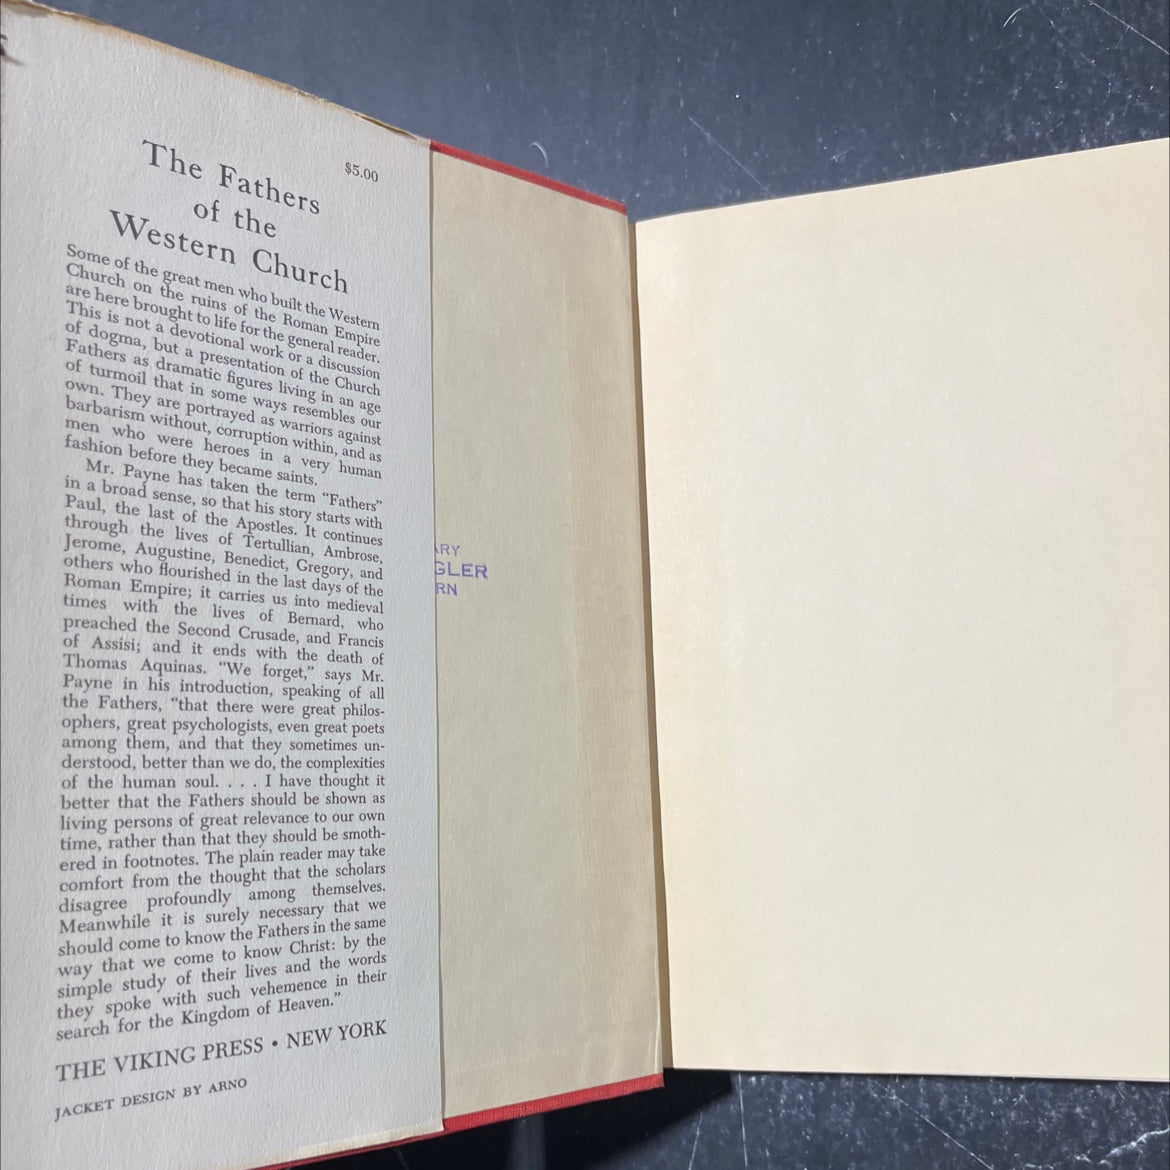 The Fathers
of the
Western Church
$5.00
Some of the great men who built the Western
Church on the ruins of the Roman Empire
are here brought to life for the general reader.
This is not a devotional work or a discussion
of dogma, but a presentation of the Church
Fathers as dramatic figures living in an age
of turmoil that in some ways resembles our
own. They are portrayed as warriors against
barbarism without, corruption within, and as
men who were heroes in a very human
fashion before they became saints.
Mr. Payne has taken the term “Fathers”
in a broad sense, so that his story starts with
Paul, the last of the Apostles. It continues
through the lives of Tertullian, Ambrose,
Jerome, Augustine, Benedict, Gregory, and
others who flourished in the last days of the
Roman Empire; it carries us into medieval
times with the lives of Bernard, who
preached the Second Crusade, and Francis
of Assisi; and it ends with the death of
Thomas Aquinas. “We forget,” says Mr.
Payne in his introduction, speaking of all
the Fathers, “that there were great philos-
ophers, great psychologists, even great poets
among them, and that they sometimes un-
derstood, better than we do, the complexities
of the human soul. . . . I have thought it
better that the Fathers should be shown as
living persons of great relevance to our own
time, rather than that they should be smoth-
ered in footnotes. The plain reader may take
comfort from the thought that the scholars
disagree profoundly among themselves.
Meanwhile it is surely necessary that we
should come to know the Fathers in the same
way that we come to know Christ: by the
simple study of their lives and the words
they spoke with such vehemence in their
search for the Kingdom of Heaven.”
THE VIKING PRESS • NEW YORK
JACKET DESIGN BY ARNO
RY
GLER
RN